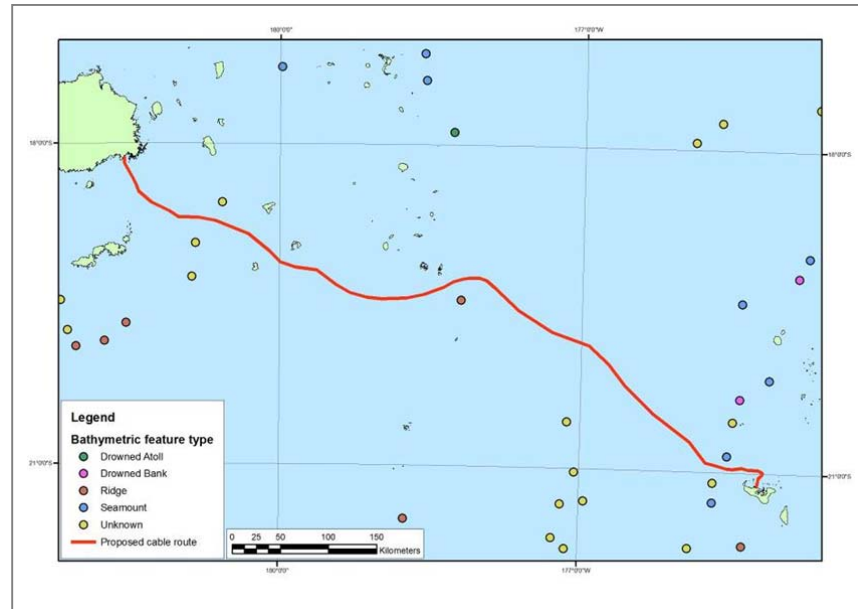 180°0'0"
177°0'0"W
18°0'0"S
18°0'0"S
21°0'0"S
21°0'0"S
Legend
Bathymetric feature type
Drowned Atoll
Drowned Bank
Ridge
Seamount
Unknown
Proposed cable route
0 25 50 100 150
Kilometers
180°0'0"
177°0'0"W